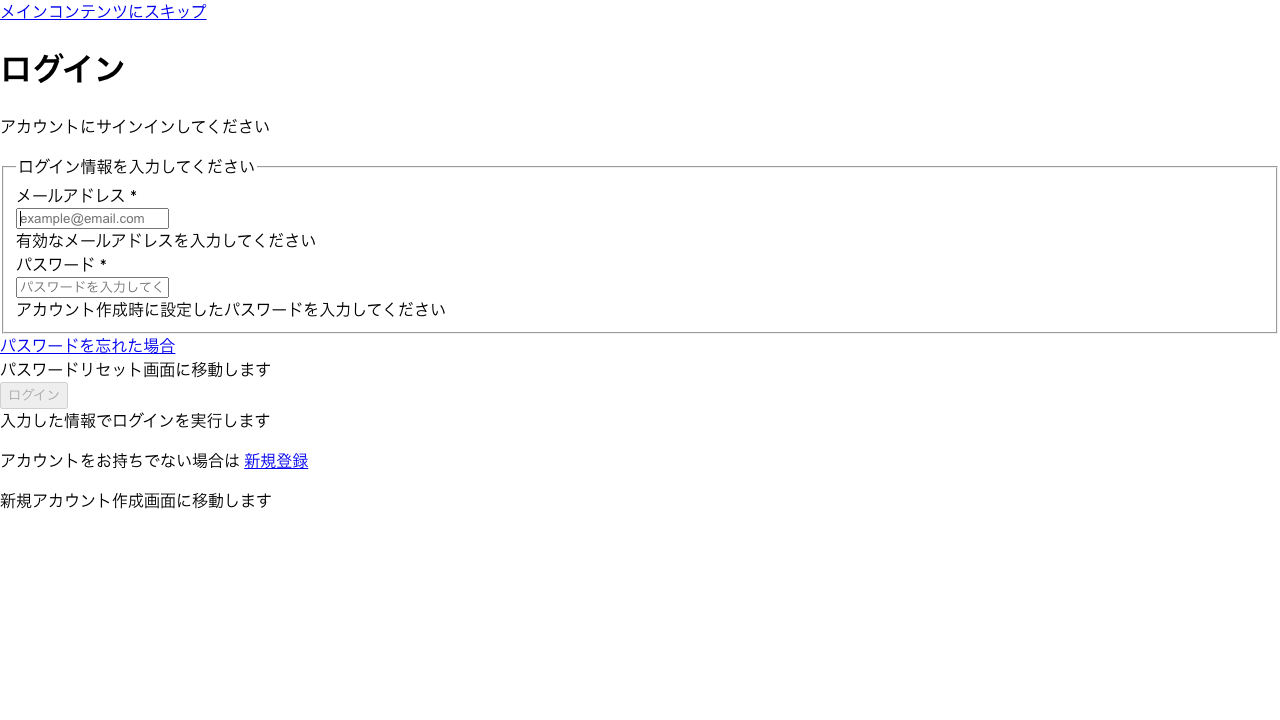 メインコンテンツにスキップ
ログイン
アカウントにサインインしてください
ログイン情報を入力してください
メールアドレス *
example@email.com
有効なメールアドレスを入力してください
パスワード *
パスワードを入力してく
アカウント作成時に設定したパスワードを入力してください
パスワードを忘れた場合
パスワードリセット画面に移動します
ログイン
入力した情報でログインを実行します
アカウントをお持ちでない場合は 新規登録
新規アカウント作成画面に移動します